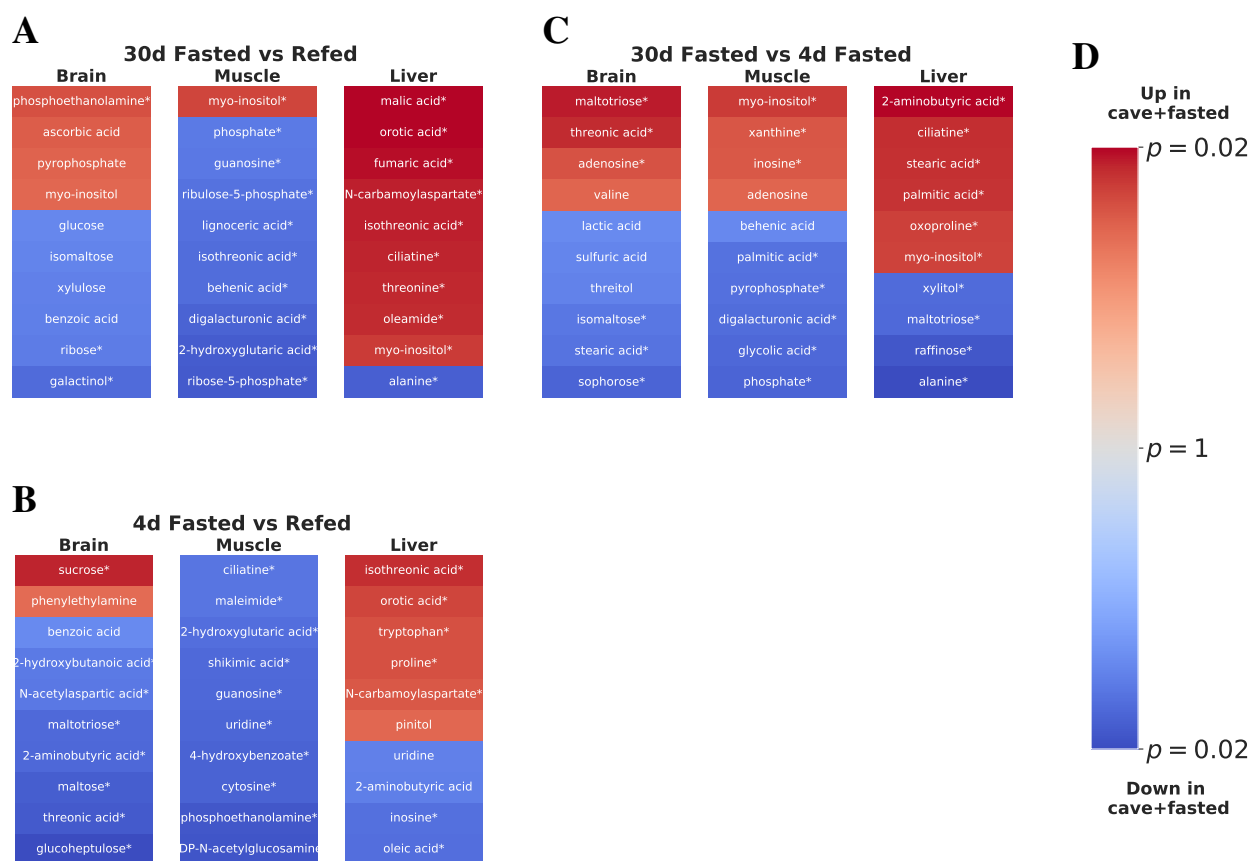 A
30d Fasted vs Refed
Brain Muscle Liver
phosphoethanolamine* myo-inositol* malic acid*
ascorbic acid phosphate* orotic acid*
pyrophosphate guanosine* fumaric acid*
myo-inositol ribulose-5-phosphate* N-carbamoylaspartate*
glucose lignoceric acid* isothreonic acid*
isomaltose isothreonic acid* ciliatine*
xylulose behenic acid* threonine*
benzoic acid digalacturonic acid* oleamide*
ribose* 2-hydroxyglutaric acid* myo-inositol*
galactinol* ribose-5-phosphate* alanine*
C
30d Fasted vs 4d Fasted
Brain Muscle Liver
maltotriose* myo-inositol* 2-aminobutyric acid*
threonic acid* xanthine* ciliatine*
adenosine* inosine* stearic acid*
valine adenosine palmitic acid*
lactic acid behenic acid oxoproline*
sulfuric acid palmitic acid* myo-inositol*
threitol pyrophosphate* xylitol*
isomaltose* digalacturonic acid* maltotriose*
stearic acid* glycolic acid* raffinose*
sophorose* phosphate* alanine*
D
Up in
cave+fasted
p = 0.02
p = 1
p = 0.02
Down in
cave+fasted
B
4d Fasted vs Refed
Brain Muscle Liver
sucrose* ciliatine* isothreonic acid*
phenylethylamine maleimide* orotic acid*
benzoic acid 2-hydroxyglutaric acid* tryptophan*
2-hydroxybutanoic acid* shikimic acid* proline*
N-acetylaspartic acid* guanosine* N-carbamoylaspartate*
maltotriose* uridine* pinitol
2-aminobutyric acid* 4-hydroxybenzoate* uridine
maltose* cytosine* 2-aminobutyric acid
threonic acid* phosphoethanolamine* inosine*
glucoheptulose* DP-N-acetylglucosamine oleic acid*